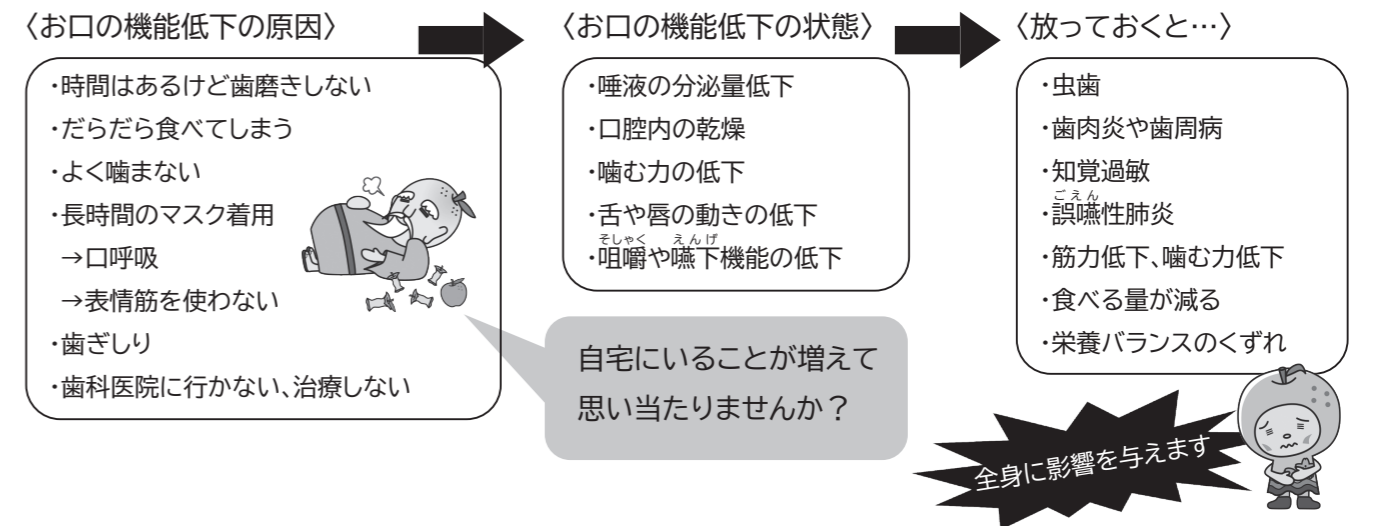 〈お口の機能低下の原因〉
・時間はあるけど歯磨きしない
・だらだら食べてしまう
・よく噛まない
・長時間のマスク着用
→口呼吸
→表情筋を使わない
・歯ぎしり
・歯科医院に行かない、治療しない
〈お口の機能低下の状態〉
・唾液の分泌量低下
・口腔内の乾燥
・噛む力の低下
・舌や唇の動きの低下
そしゃく えんげ
・咀嚼や嚥下機能の低下
自宅にいることが増えて
思い当たりませんか？
〈放っておくと…〉
・虫歯
・歯肉炎や歯周病
・知覚過敏
ごえん
・誤嚥性肺炎
・筋力低下、噛む力低下
・食べる量が減る
・栄養バランスのくずれ
全身に影響を与えます